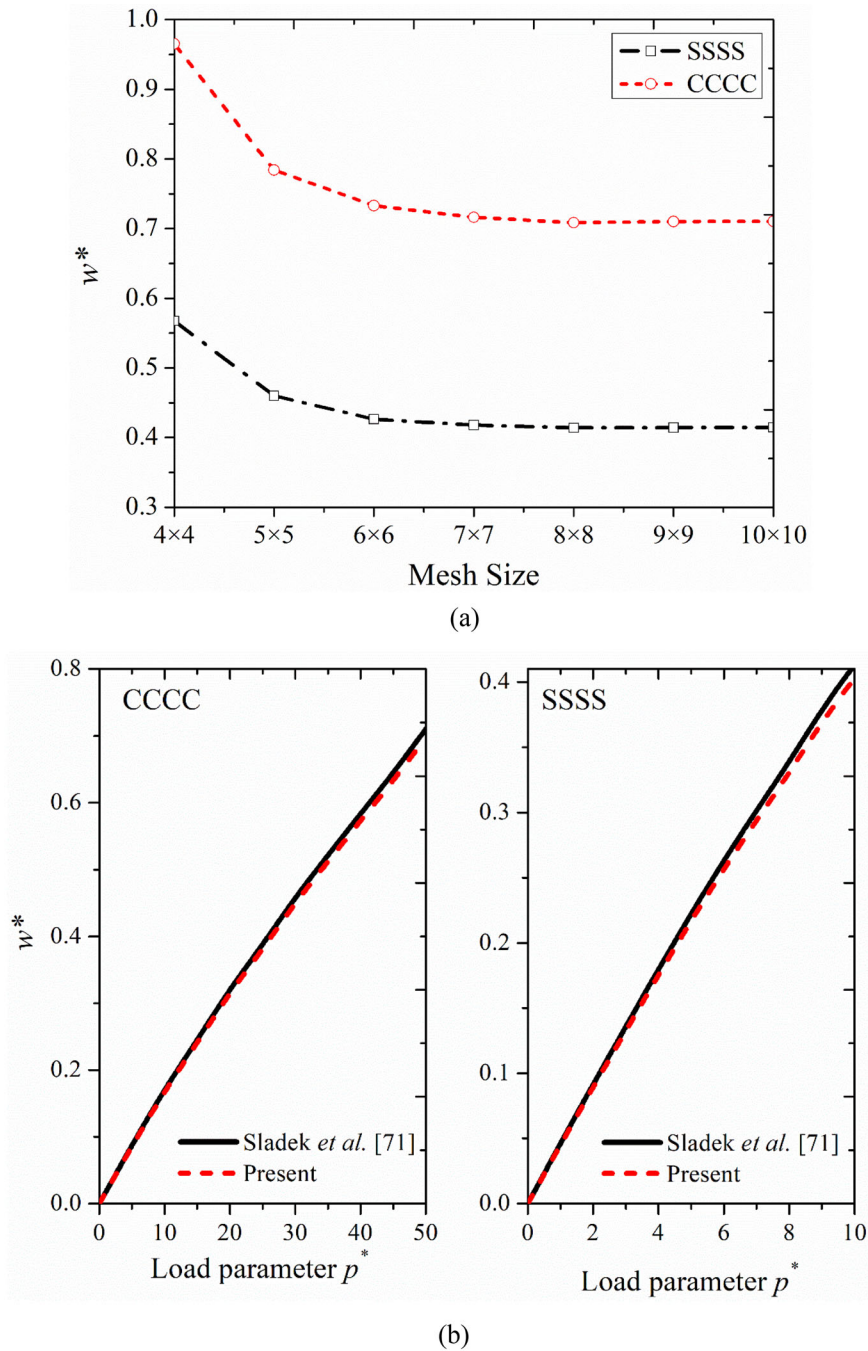 1.0
0.9
0.8
0.7
0.6
0.5
0.4
0.3
w*
SSSS
CCCC
4×4 5×5 6×6 7×7 8×8 9×9 10×10
Mesh Size
(a)
CCCC
0.8
0.6
0.4
0.2
0.0
w*
Sladek et al. [71]
Present
0 10 20 30 40 50
Load parameter p*
SSSS
0.4
0.3
0.2
0.1
0.0
Sladek et al. [71]
Present
0 2 4 6 8 10
Load parameter p*
(b)